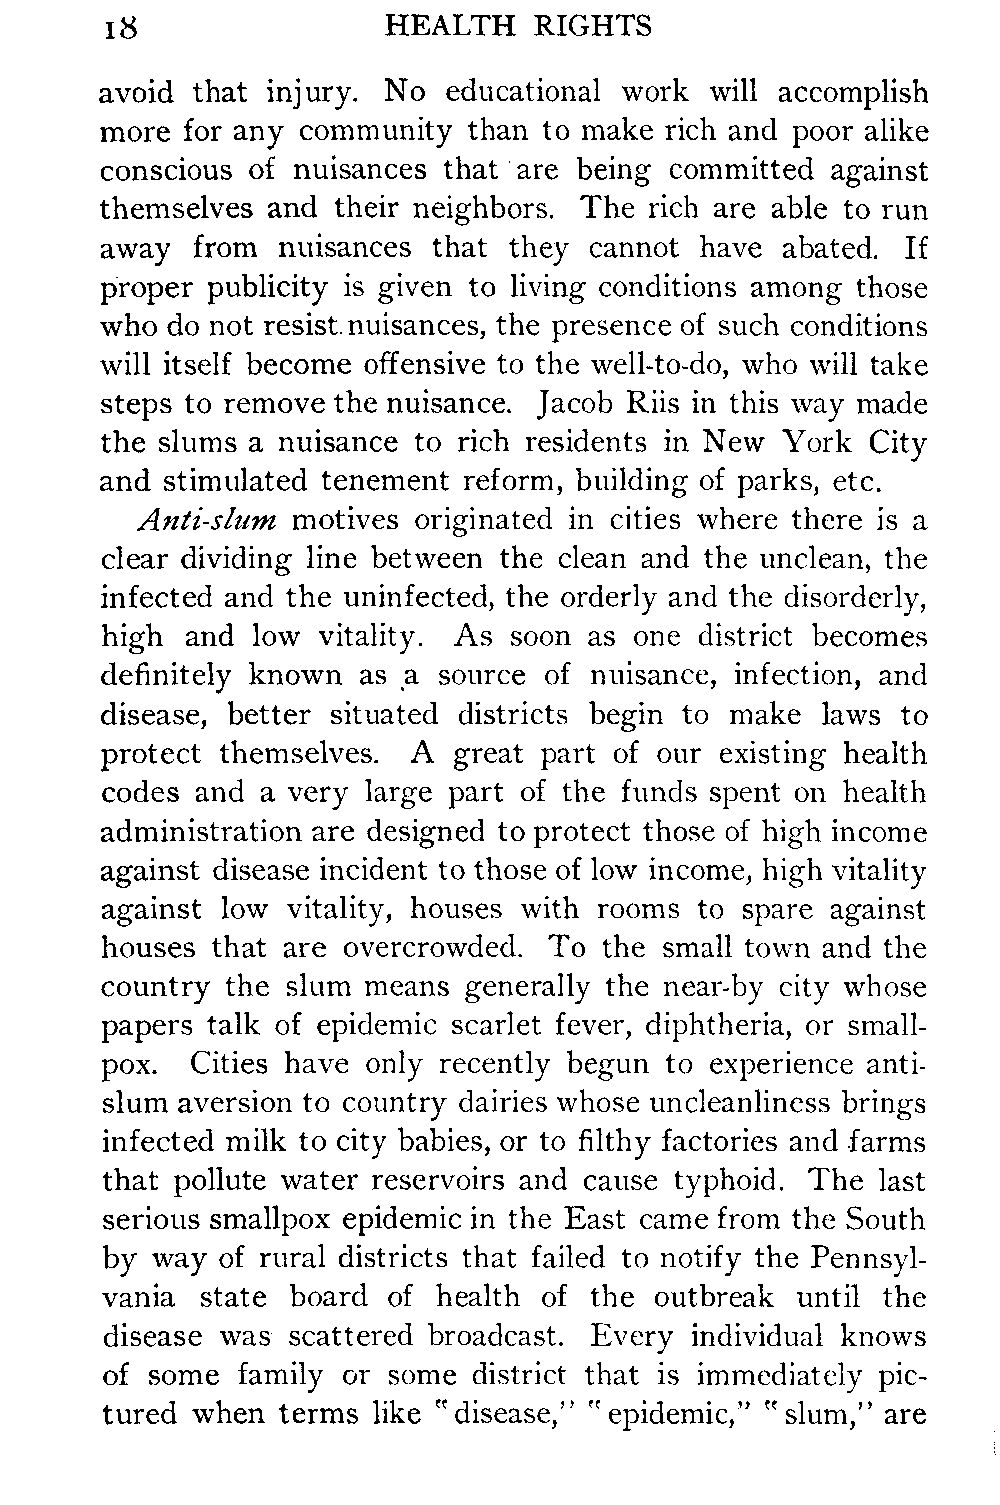 18 HEALTH RIGHTS
avoid that injury. No educational work will accomplish
more for any community than to make rich and poor alike
conscious of nuisances that are being committed against
themselves and their neighbors. The rich are able to run
away from nuisances that they cannot have abated. If
proper publicity is given to living conditions among those
who do not resist nuisances, the presence of such conditions
will itself become offensive to the well-to-do, who will take
steps to remove the nuisance. Jacob Riis in this way made
the slums a nuisance to rich residents in New York City
and stimulated tenement reform, building of parks, etc.
Anti-slum motives originated in cities where there is a
clear dividing line between the clean and the unclean, the
infected and the uninfected, the orderly and the disorderly,
high and low vitality. As soon as one district becomes
definitely known as a source of nuisance, infection, and
disease, better situated districts begin to make laws to
protect themselves. A great part of our existing health
codes and a very large part of the funds spent on health
administration are designed to protect those of high income
against disease incident to those of low income, high vitality
against low vitality, houses with rooms to spare against
houses that are overcrowded. To the small town and the
country the slum means generally the near-by city whose
papers talk of epidemic scarlet fever, diphtheria, or small-
pox. Cities have only recently begun to experience anti-
slum aversion to country dairies whose uncleanliness brings
infected milk to city babies, or to filthy factories and farms
that pollute water reservoirs and cause typhoid. The last
serious smallpox epidemic in the East came from the South
by way of rural districts that failed to notify the Pennsyl-
vania state board of health of the outbreak until the
disease was scattered broadcast. Every individual knows
of some family or some district that is immediately pic-
tured when terms like "disease," "epidemic," "slum," are